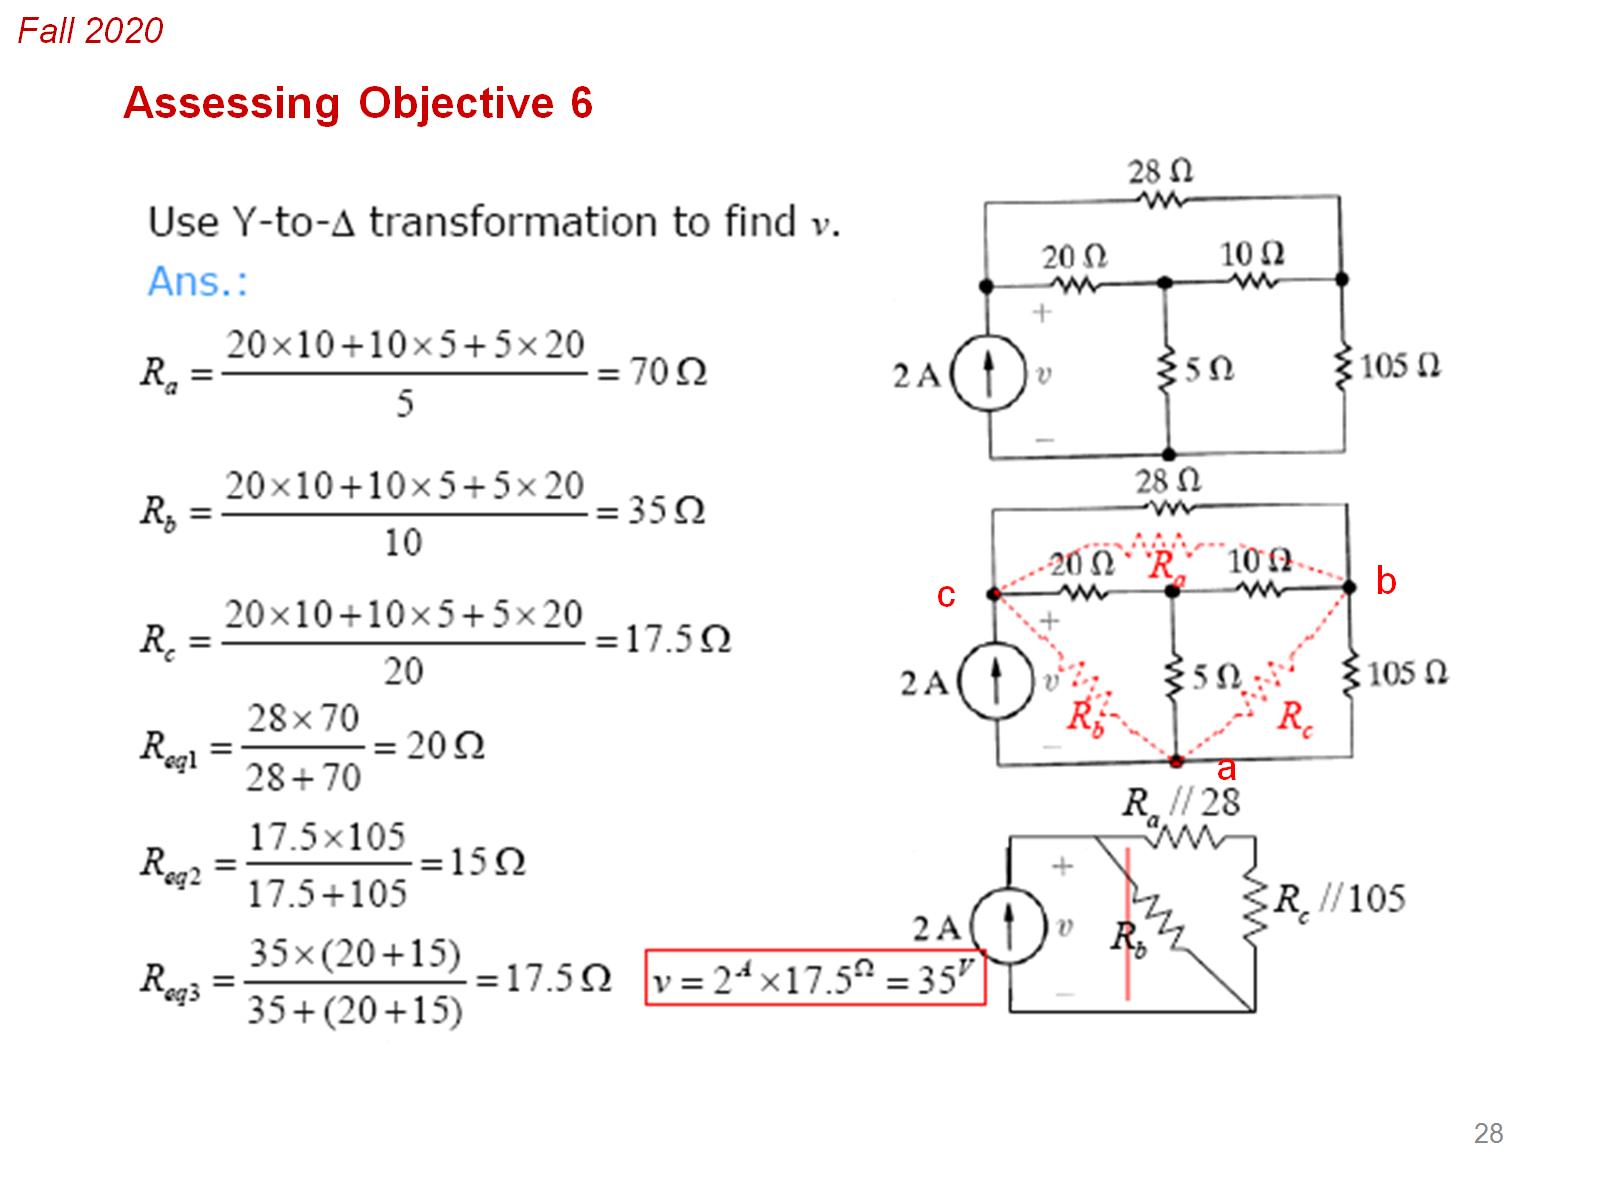 Fall 2020
Assessing Objective 6
Use Y-to-Δ transformation to find v.
Ans.:
R_a = (20×10+10×5+5×20)/5 = 70 Ω
R_b = (20×10+10×5+5×20)/10 = 35 Ω
R_c = (20×10+10×5+5×20)/20 = 17.5 Ω
R_eq1 = (28×70)/(28+70) = 20 Ω
R_eq2 = (17.5×105)/(17.5+105) = 15 Ω
R_eq3 = (35×(20+15))/(35+(20+15)) = 17.5 Ω
v = 2^A ×17.5^Ω = 35^V
28 Ω
20 Ω
10 Ω
+
2 A
v
5 Ω
105 Ω
−
28 Ω
20 Ω
R_a
10 Ω
c
b
+
2 A
v
5 Ω
105 Ω
R_b
R_c
−
a
R_a // 28
+
R_c // 105
2 A
v
R_b
−
28